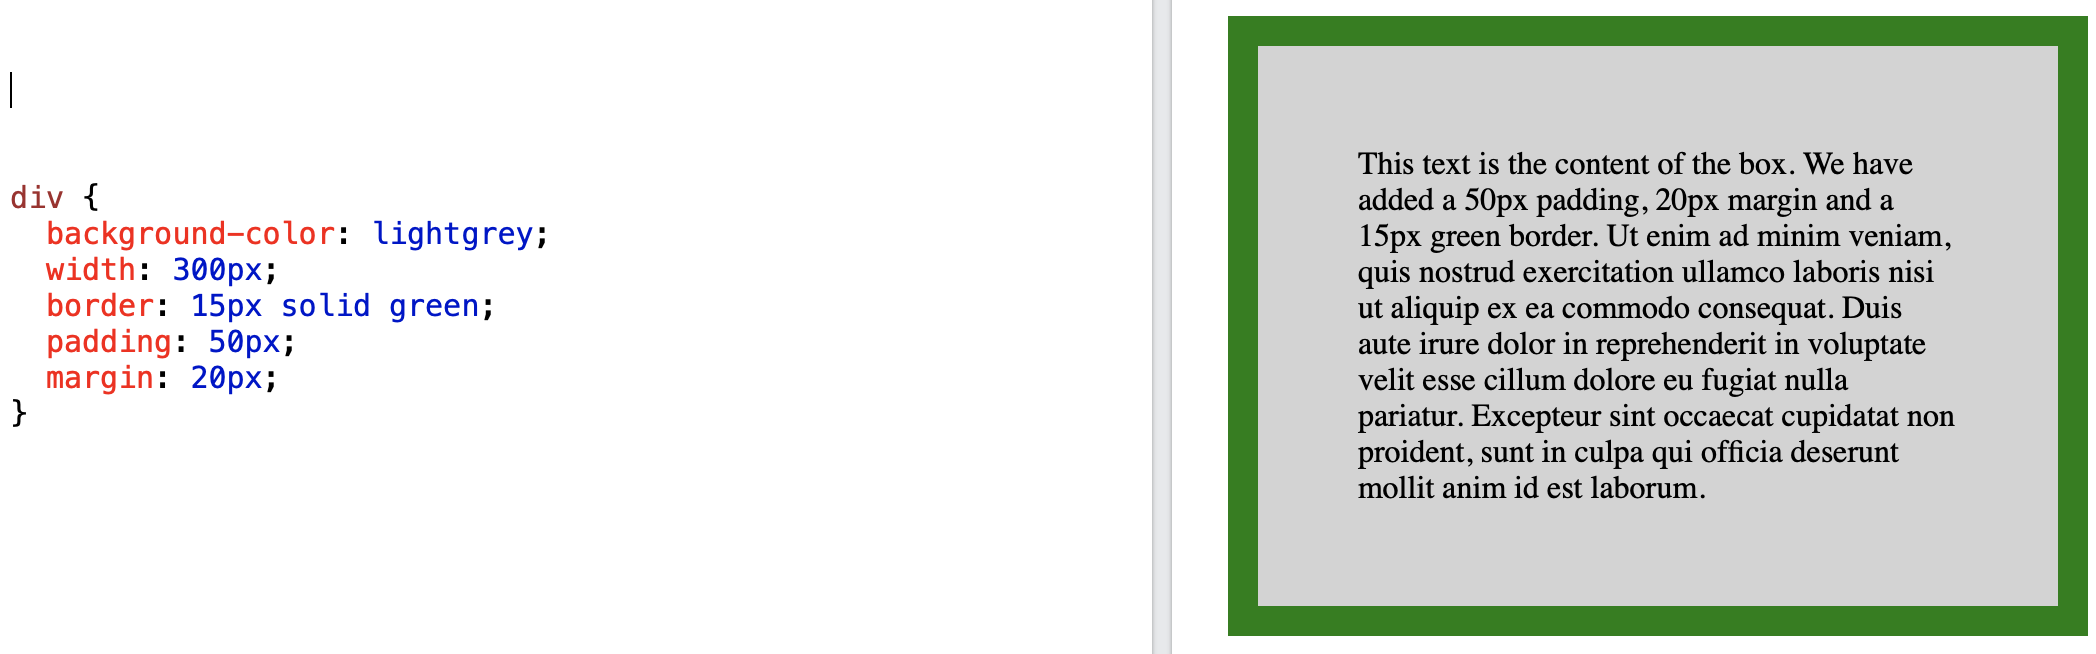 div {
  background-color: lightgrey;
  width: 300px;
  border: 15px solid green;
  padding: 50px;
  margin: 20px;
}
This text is the content of the box. We have
added a 50px padding, 20px margin and a
15px green border. Ut enim ad minim veniam,
quis nostrud exercitation ullamco laboris nisi
ut aliquip ex ea commodo consequat. Duis
aute irure dolor in reprehenderit in voluptate
velit esse cillum dolore eu fugiat nulla
pariatur. Excepteur sint occaecat cupidatat non
proident, sunt in culpa qui officia deserunt
mollit anim id est laborum.